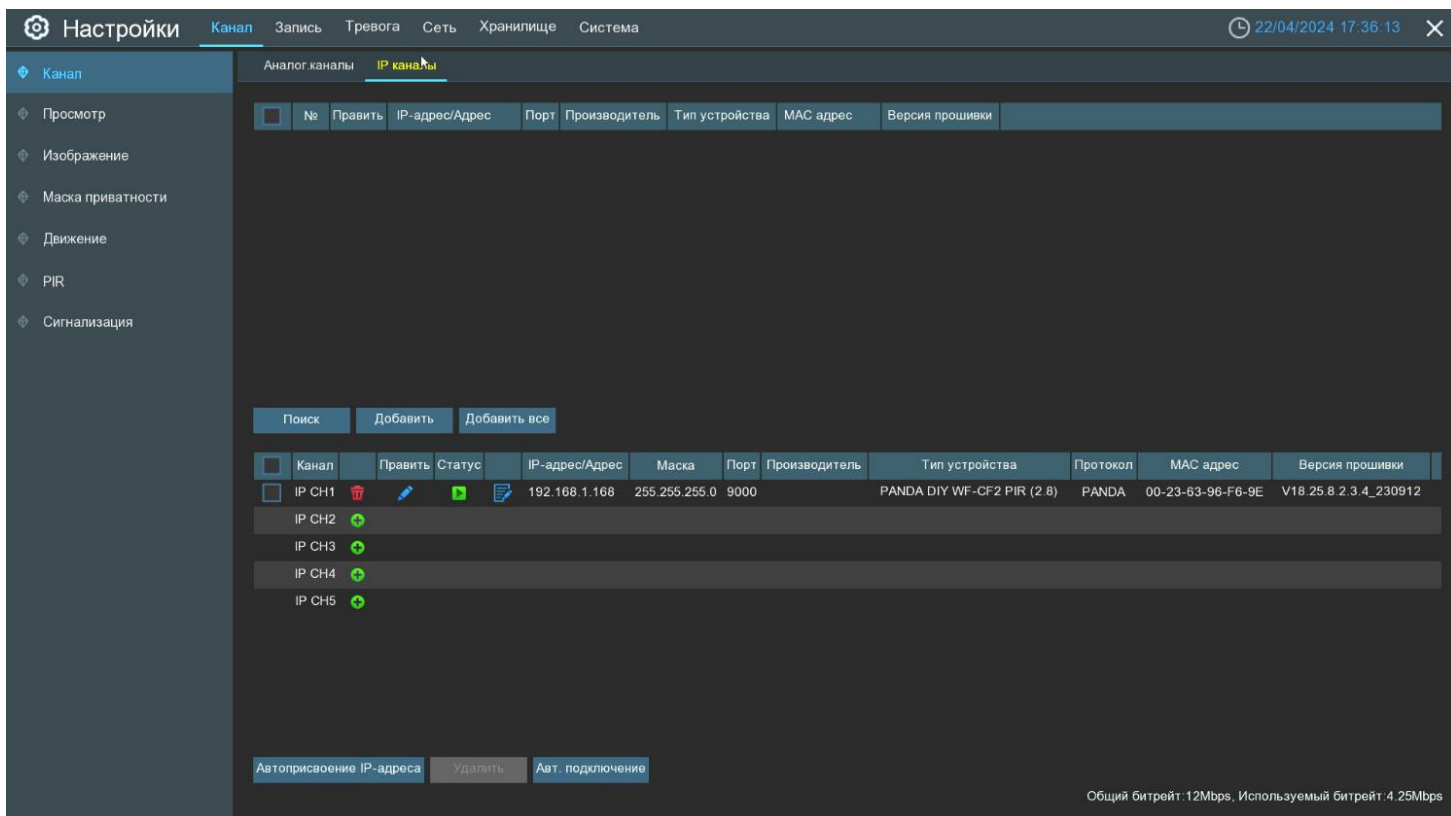 Настройки Канал Запись Тревога Сеть Хранилище Система 22/04/2024 17:36:13
Канал
Просмотр
Изображение
Маска приватности
Движение
PIR
Сигнализация
Аналог.каналы IP каналы
№ Править IP-адрес/Адрес Порт Производитель Тип устройства MAC адрес Версия прошивки
Поиск Добавить Добавить все
Канал Править Статус IP-адрес/Адрес Маска Порт Производитель Тип устройства Протокол MAC адрес Версия прошивки
IP CH1 192.168.1.168 255.255.255.0 9000 PANDA DIY WF-CF2 PIR (2.8) PANDA 00-23-63-96-F6-9E V18.25.8.2.3.4_230912
IP CH2
IP CH3
IP CH4
IP CH5
Автоприсвоение IP-адреса Удалить Авт. подключение
Общий битрейт:12Mbps, Используемый битрейт:4.25Mbps